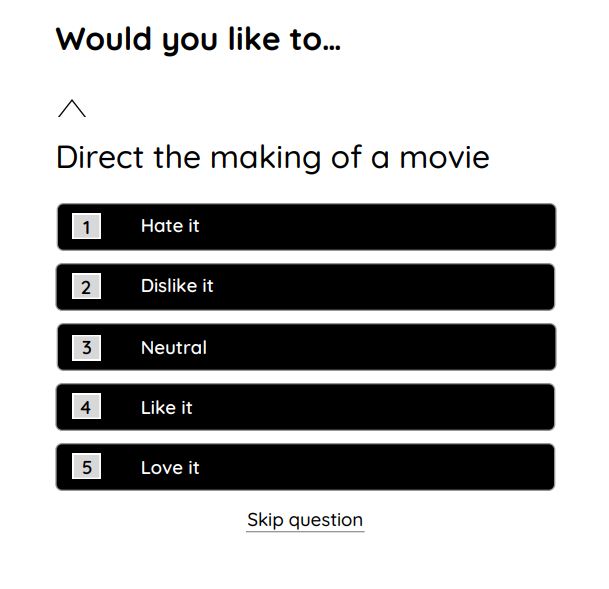 Would you like to...
Direct the making of a movie
1 Hate it
2 Dislike it
3 Neutral
4 Like it
5 Love it
Skip question